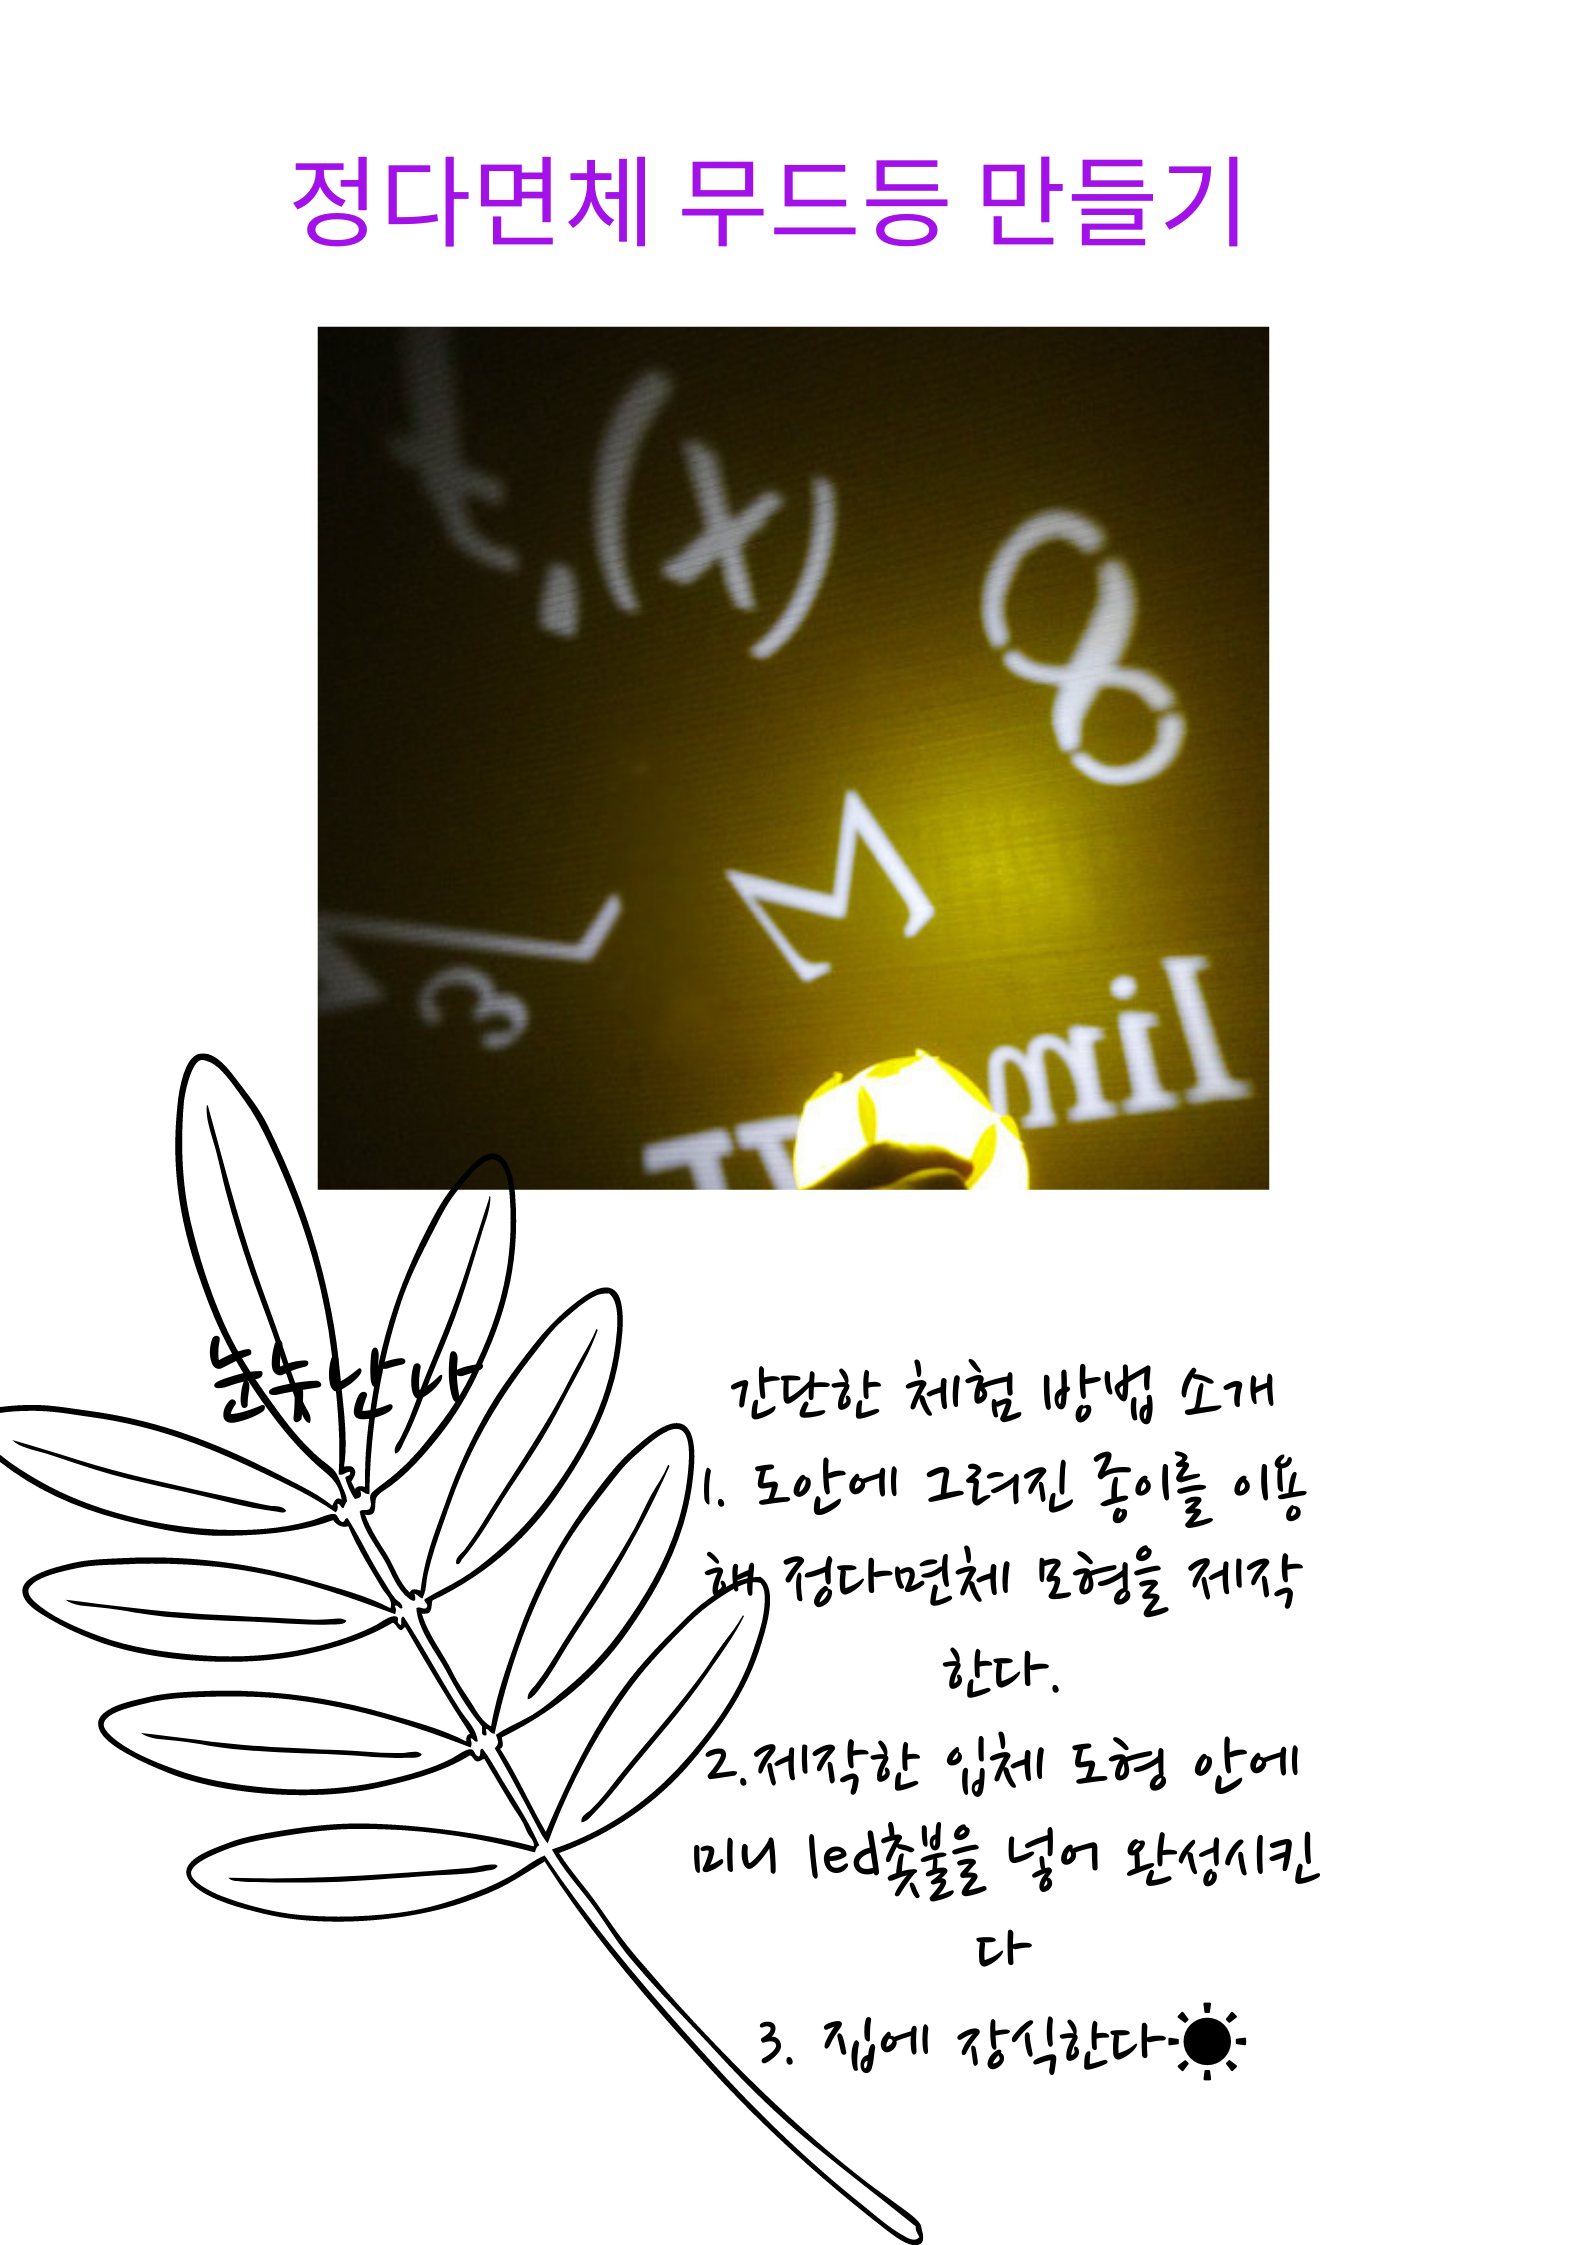 정다면체 무드등 만들기
t,(x)
8
M
3
lim
눈눗난나
간단한 체험 방법 소개
1. 도안에 그려진 종이를 이용
해 정다면체 모형을 제작
한다.
2.제작한 입체 도형 안에
미니 led촛불을 넣어 완성시킨
다
3. 집에 장식한다☀